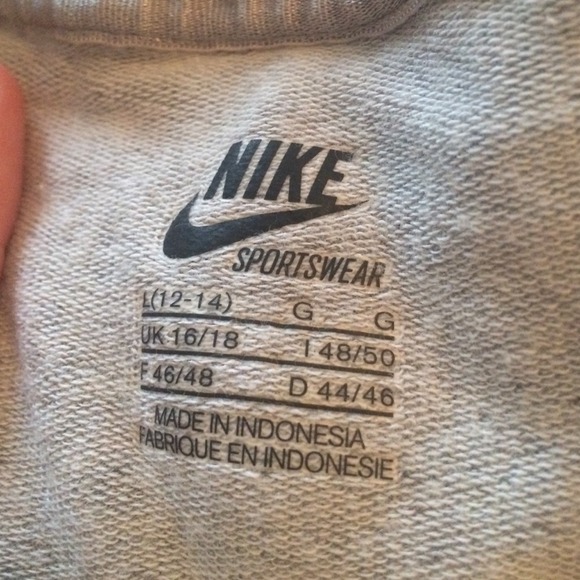 NIKE
SPORTSWEAR
L(12-14) G G
UK 16/18 I 48/50
F 46/48 D 44/46
MADE IN INDONESIA
FABRIQUE EN INDONESIE